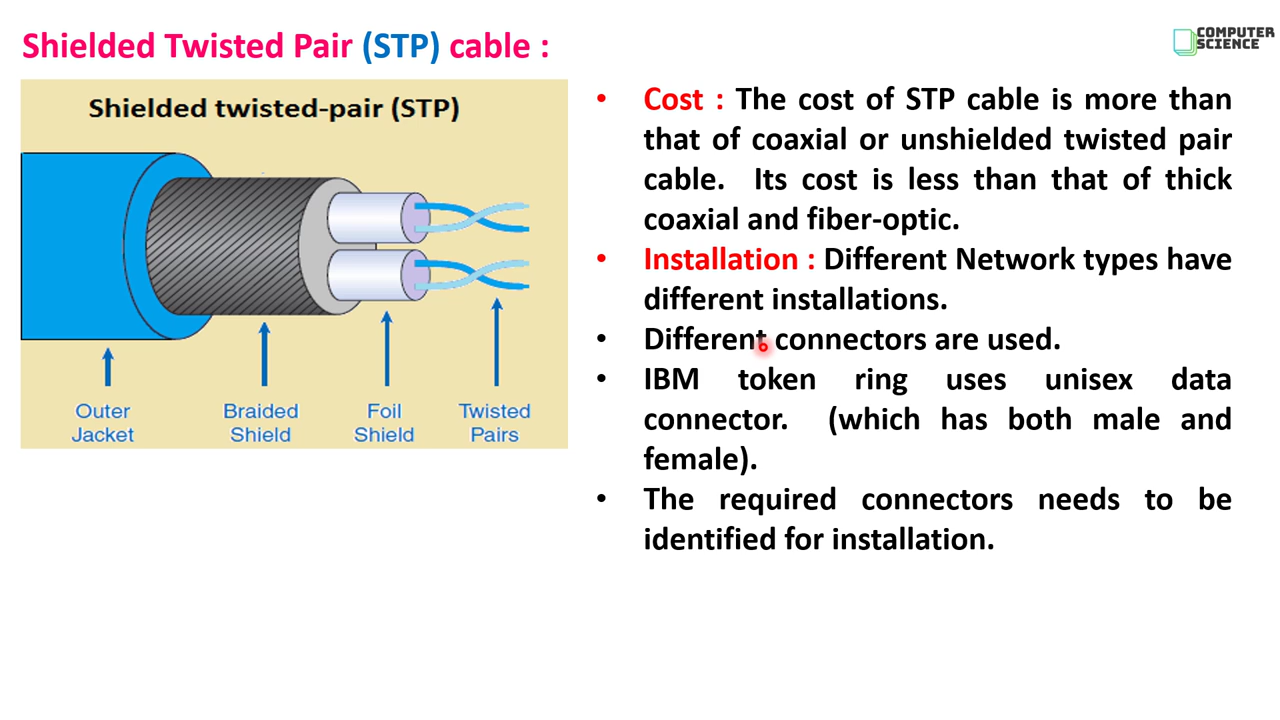 Shielded Twisted Pair (STP) cable :
COMPUTER
SCIENCE
Shielded twisted-pair (STP)
Outer
Jacket
Braided
Shield
Foil
Shield
Twisted
Pairs
• Cost : The cost of STP cable is more than
that of coaxial or unshielded twisted pair
cable. Its cost is less than that of thick
coaxial and fiber-optic.
• Installation : Different Network types have
different installations.
• Different connectors are used.
• IBM token ring uses unisex data
connector. (which has both male and
female).
• The required connectors needs to be
identified for installation.